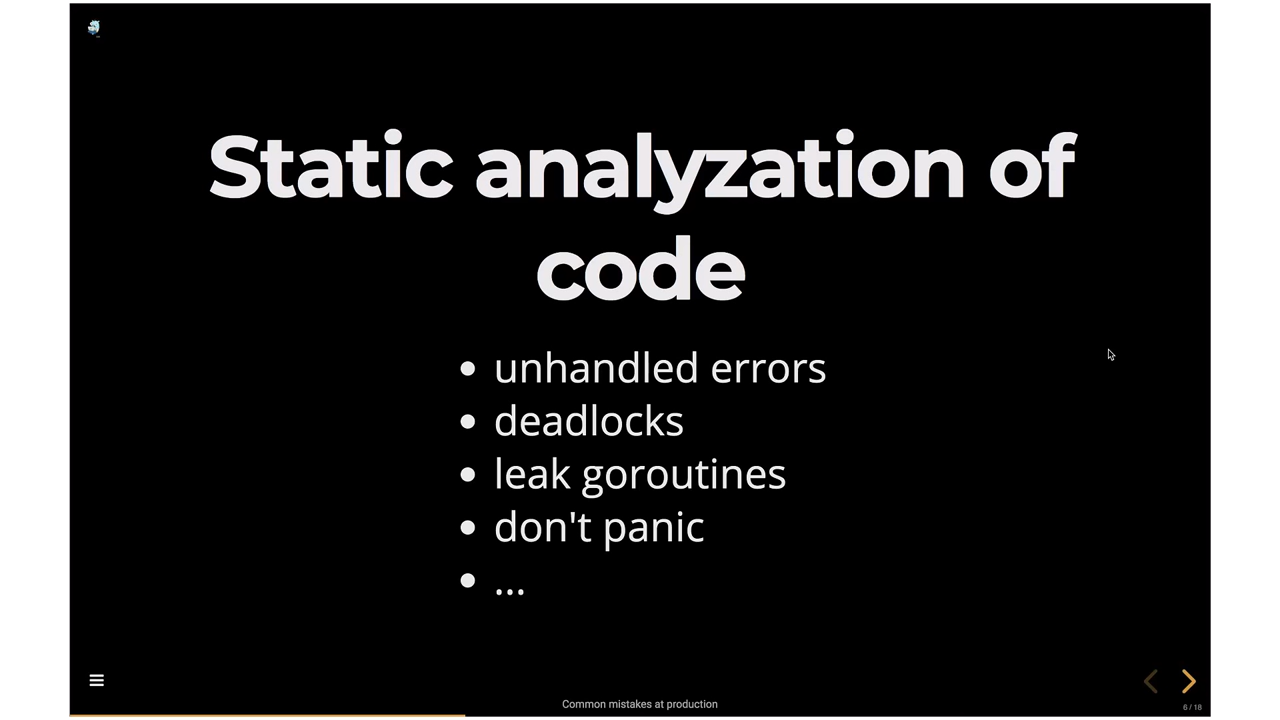 Static analyzation of
code
• unhandled errors
• deadlocks
• leak goroutines
• don't panic
• ...
Common mistakes at production
6 / 18